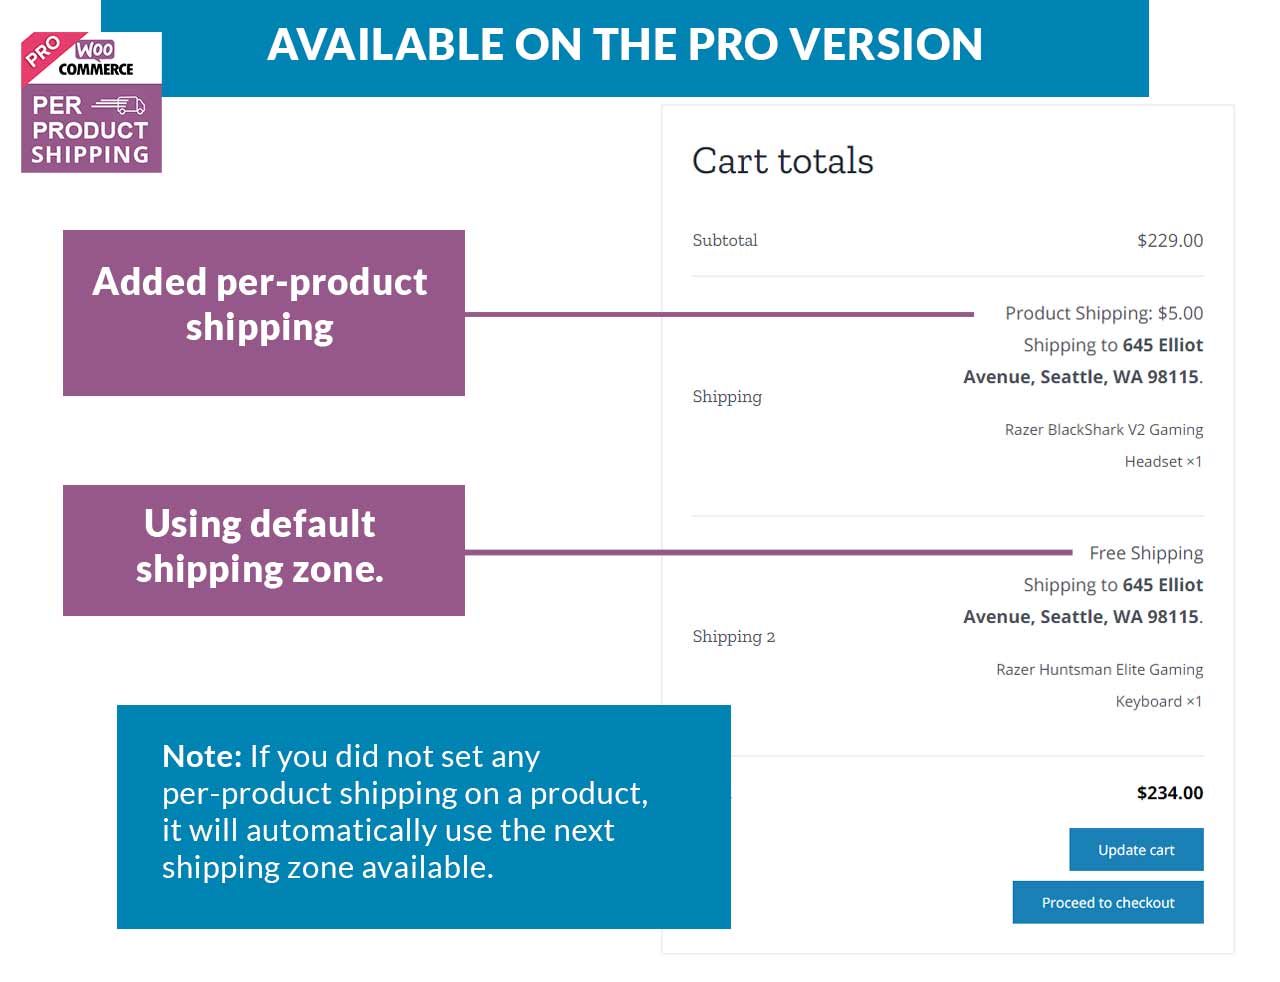 AVAILABLE ON THE PRO VERSION
PRO
WOO
COMMERCE
PER
PRODUCT
SHIPPING
Cart totals
Subtotal $229.00
Added per-product
shipping
Product Shipping: $5.00
Shipping to 645 Elliot
Avenue, Seattle, WA 98115.
Shipping
Razer BlackShark V2 Gaming
Headset ×1
Using default
shipping zone.
Free Shipping
Shipping to 645 Elliot
Avenue, Seattle, WA 98115.
Shipping 2
Razer Huntsman Elite Gaming
Keyboard ×1
Note: If you did not set any
per-product shipping on a product,
it will automatically use the next
shipping zone available.
$234.00
Update cart
Proceed to checkout